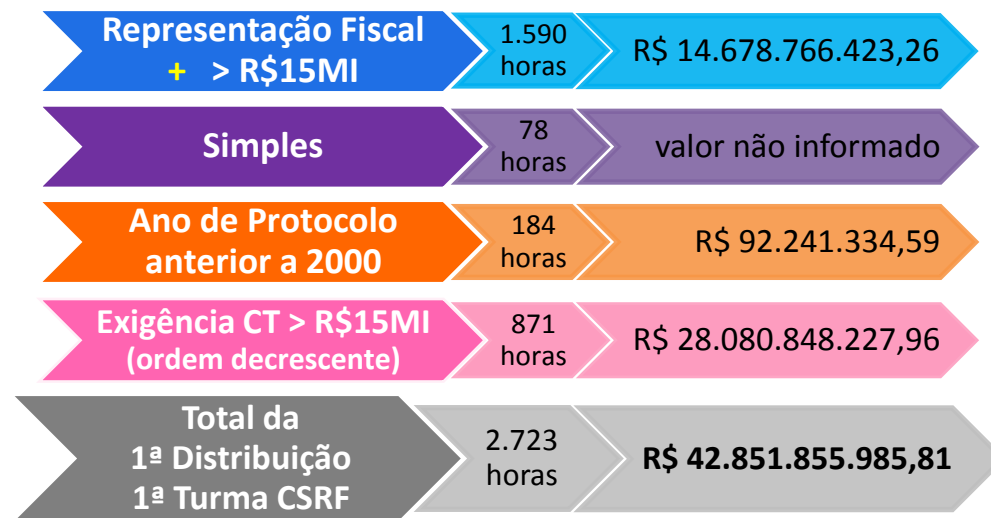 Representação Fiscal
+ > R$15MI
1.590
horas
R$ 14.678.766.423,26
Simples
78
horas
valor não informado
Ano de Protocolo
anterior a 2000
184
horas
R$ 92.241.334,59
Exigência CT > R$15MI
(ordem decrescente)
871
horas
R$ 28.080.848.227,96
Total da
1ª Distribuição
1ª Turma CSRF
2.723
horas
R$ 42.851.855.985,81